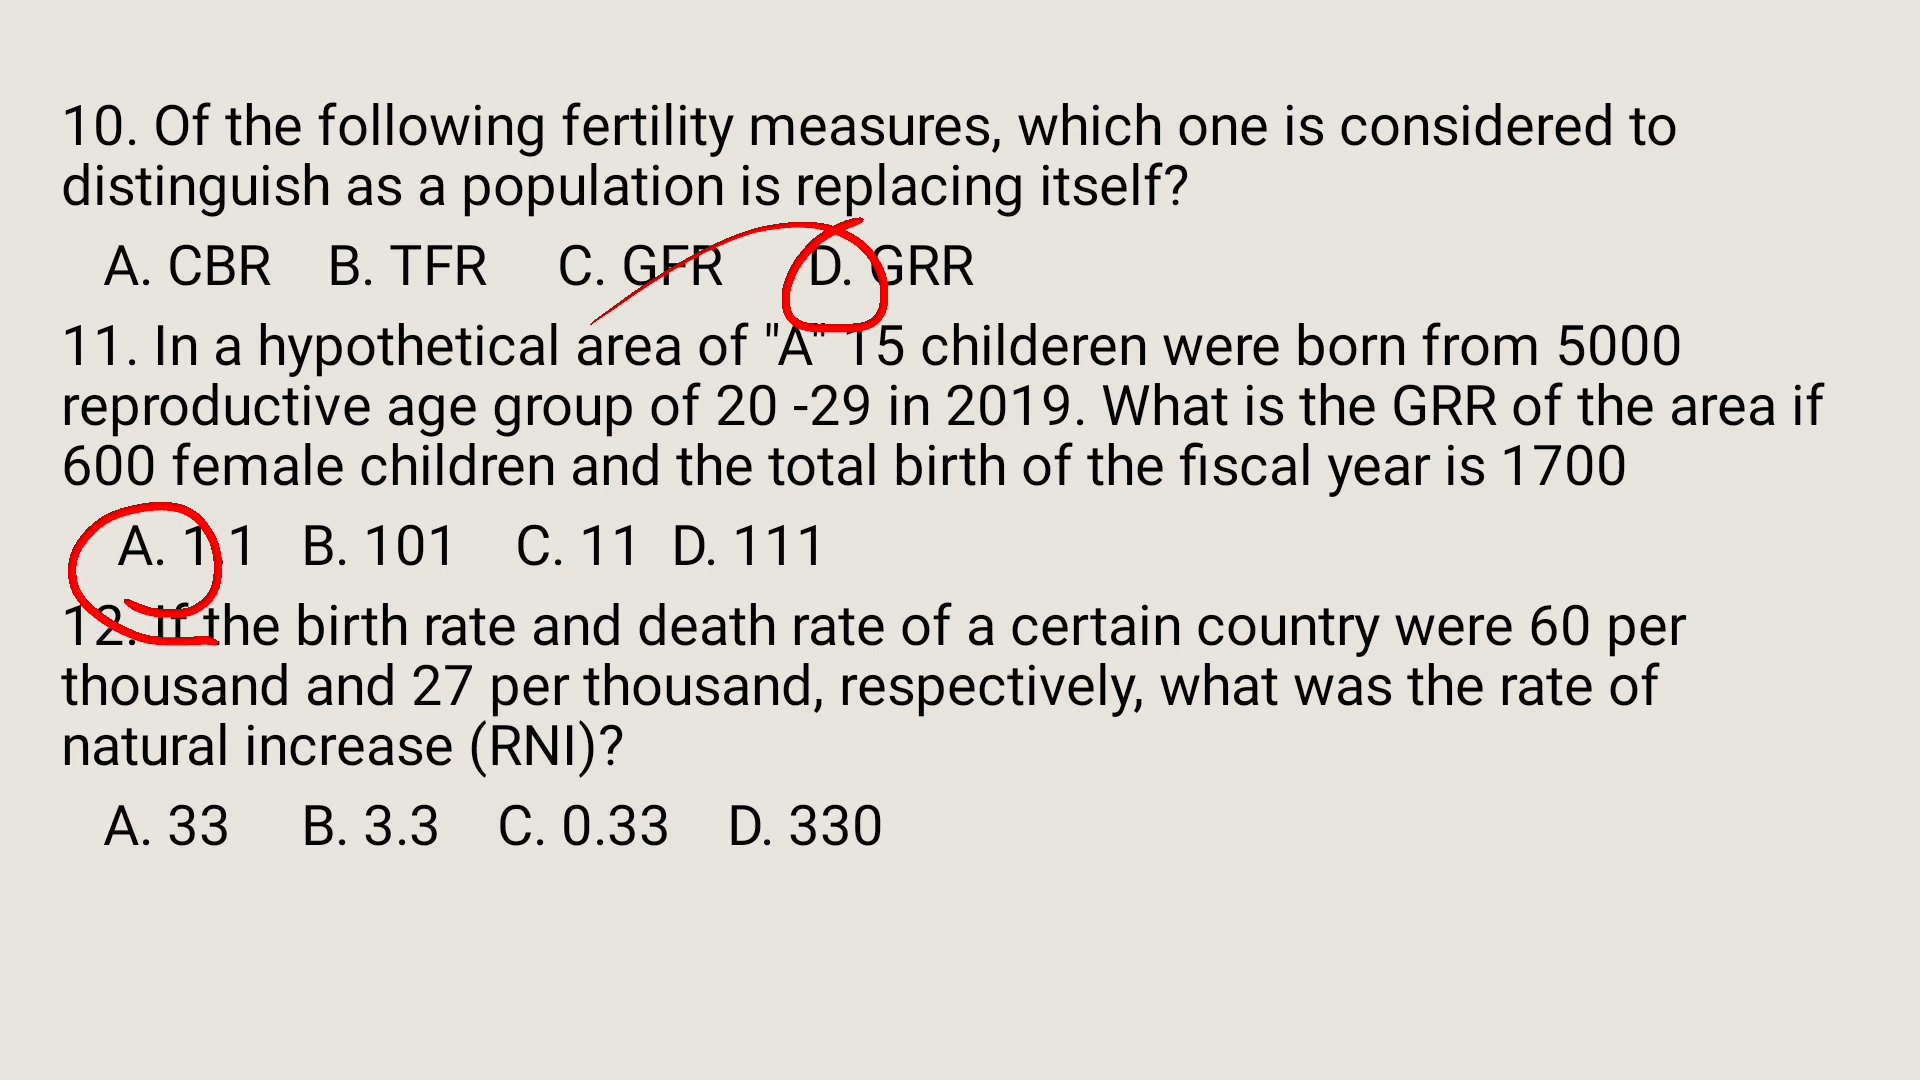 10. Of the following fertility measures, which one is considered to
distinguish as a population is replacing itself?
A. CBR B. TFR C. GFR D. GRR
11. In a hypothetical area of "A" 15 childeren were born from 5000
reproductive age group of 20 -29 in 2019. What is the GRR of the area if
600 female children and the total birth of the fiscal year is 1700
A. 1.1 B. 101 C. 11 D. 111
12. If the birth rate and death rate of a certain country were 60 per
thousand and 27 per thousand, respectively, what was the rate of
natural increase (RNI)?
A. 33 B. 3.3 C. 0.33 D. 330